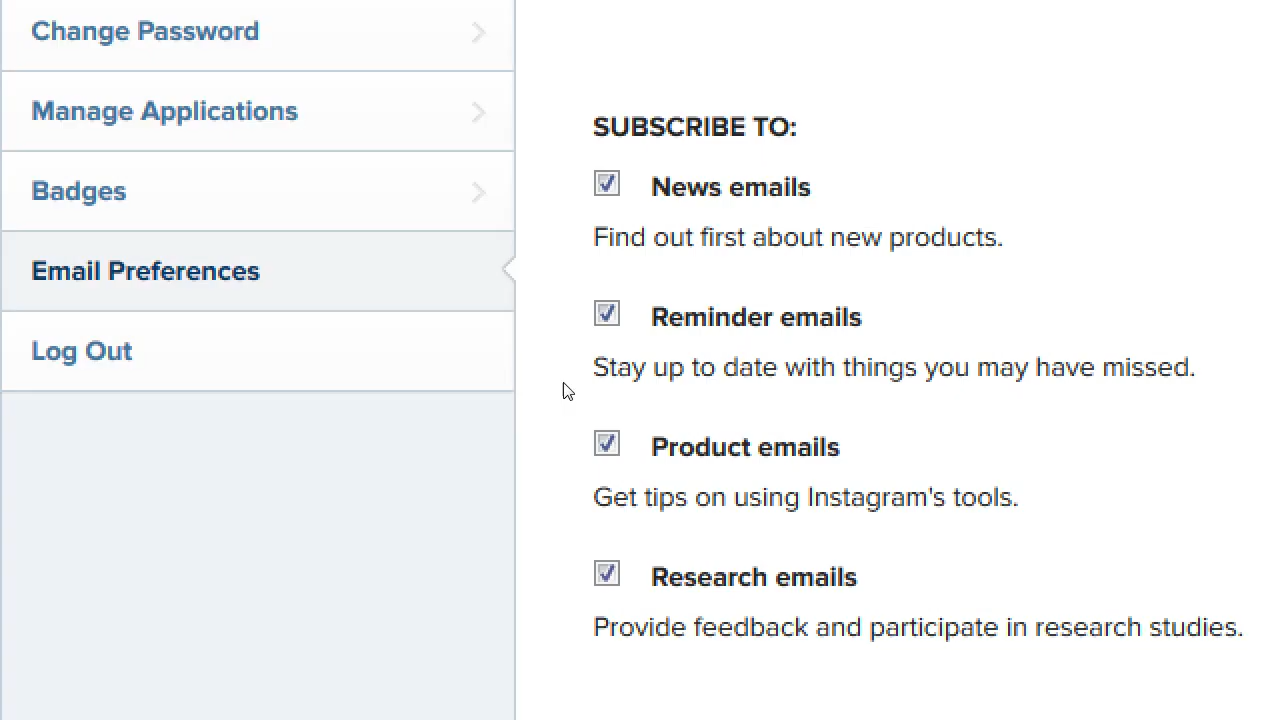 Change Password
Manage Applications
Badges
Email Preferences
Log Out
SUBSCRIBE TO:
News emails
Find out first about new products.
Reminder emails
Stay up to date with things you may have missed.
Product emails
Get tips on using Instagram's tools.
Research emails
Provide feedback and participate in research studies.